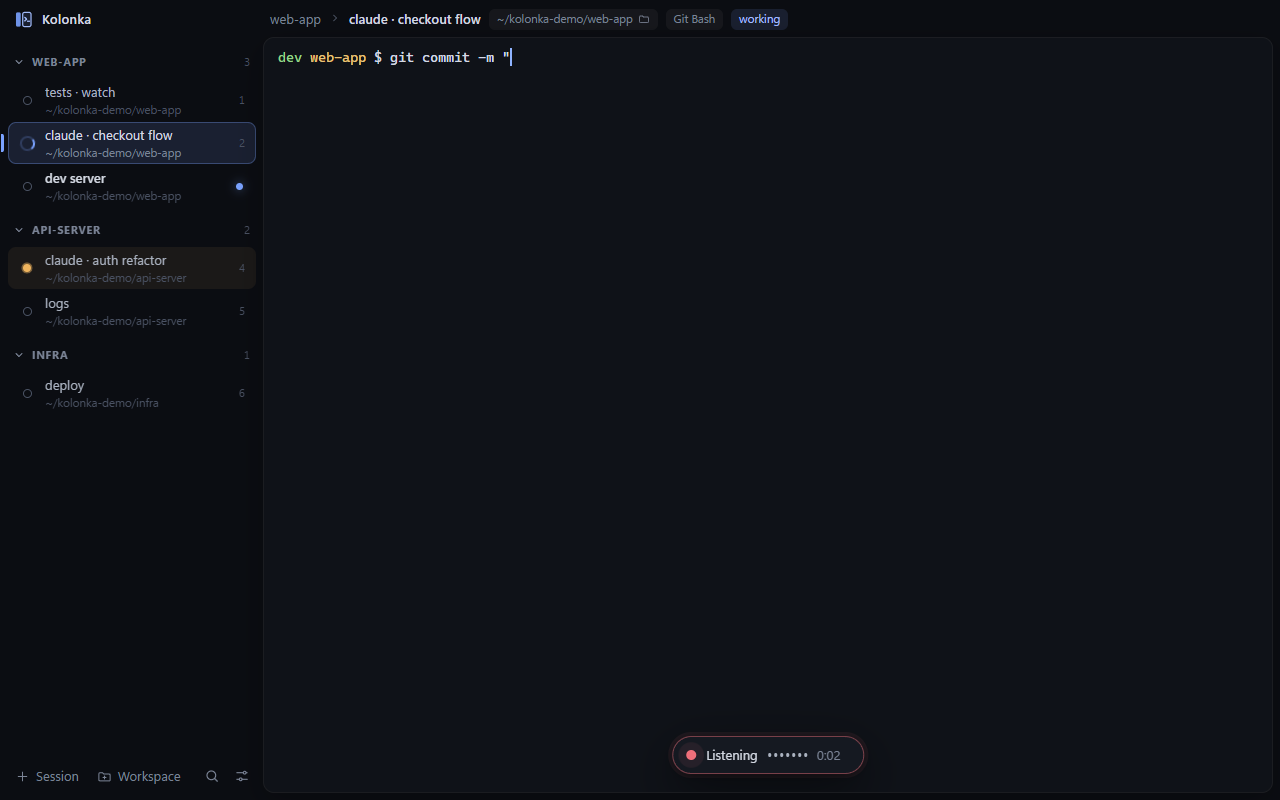 Kolonka
web-app > claude · checkout flow ~/kolonka-demo/web-app Git Bash working
WEB-APP 3
tests · watch 1
~/kolonka-demo/web-app
claude · checkout flow 2
~/kolonka-demo/web-app
dev server
~/kolonka-demo/web-app
API-SERVER 2
claude · auth refactor 4
~/kolonka-demo/api-server
logs 5
~/kolonka-demo/api-server
INFRA 1
deploy 6
~/kolonka-demo/infra
+ Session Workspace
dev web-app $ git commit -m "
Listening 0:02